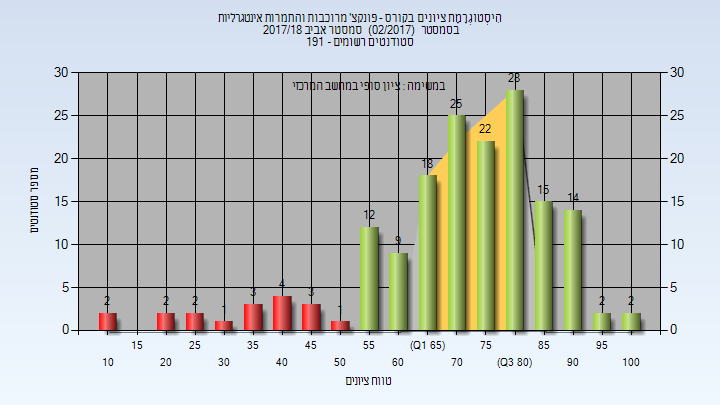 הִיסְטוֹגְרַמַת ציונים בקורס - פונקצ' מרוכבות והתמרות אינטגרליות
בסמסטר (02/2017) סמסטר אביב 2017/18
סטודנטים רשומים - 191
במשימה : ציון סופי במחשב המרכזי
מספר סטודנטים
30 25 20 15 10 5 0
30 25 20 15 10 5 0
2 2 2 1 3 4 3 1 12 9 18 25 22 28 15 14 2 2
15 25 35 45 55 (Q1 65) 75 85 95
10 20 30 40 50 60 70 (Q3 80) 90 100
טווח ציונים